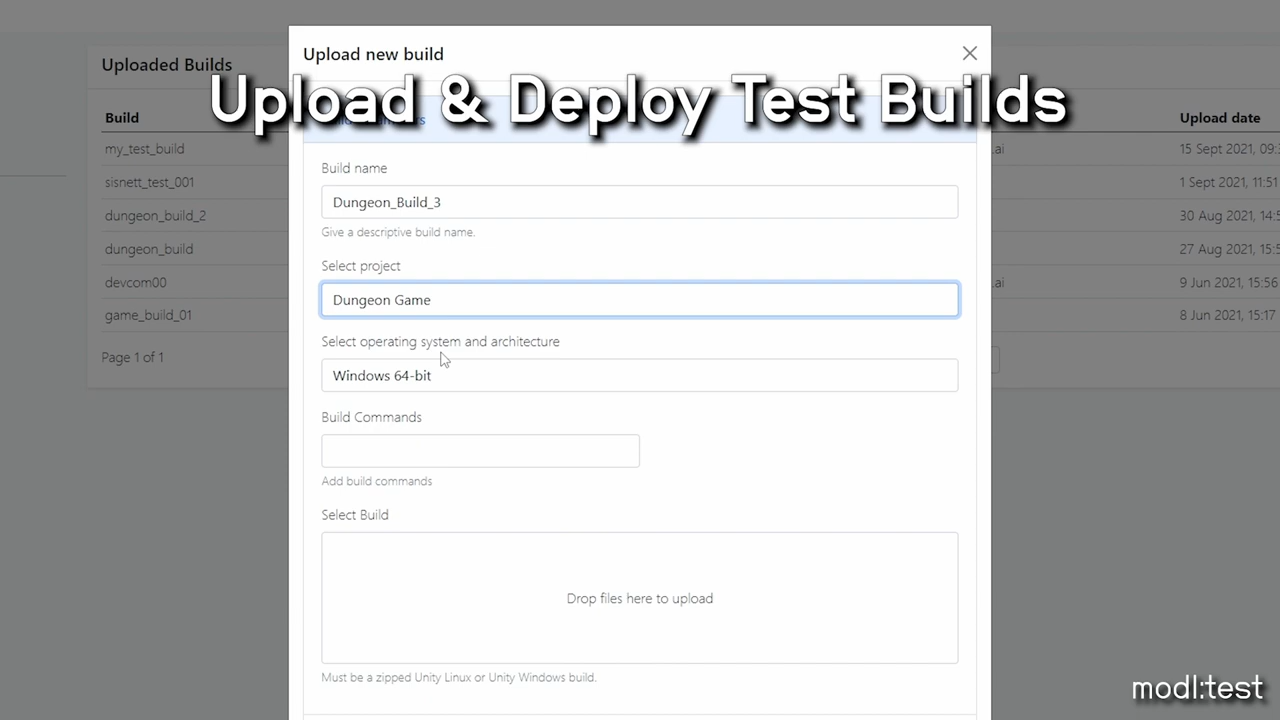 Upload new build
Uploaded Builds
Upload & Deploy Test Builds
Build
Upload date
my_test_build
.ai
15 Sept 2021, 09:3
sisnett_test_001
1 Sept 2021, 11:51
dungeon_build_2
30 Aug 2021, 14:5
dungeon_build
27 Aug 2021, 15:5
devcom00
.ai
9 Jun 2021, 15:56
game_build_01
8 Jun 2021, 15:17
Page 1 of 1
Build name
Dungeon_Build_3
Give a descriptive build name.
Select project
Dungeon Game
Select operating system and architecture
Windows 64-bit
Build Commands
Add build commands
Select Build
Drop files here to upload
Must be a zipped Unity Linux or Unity Windows build.
modl:test